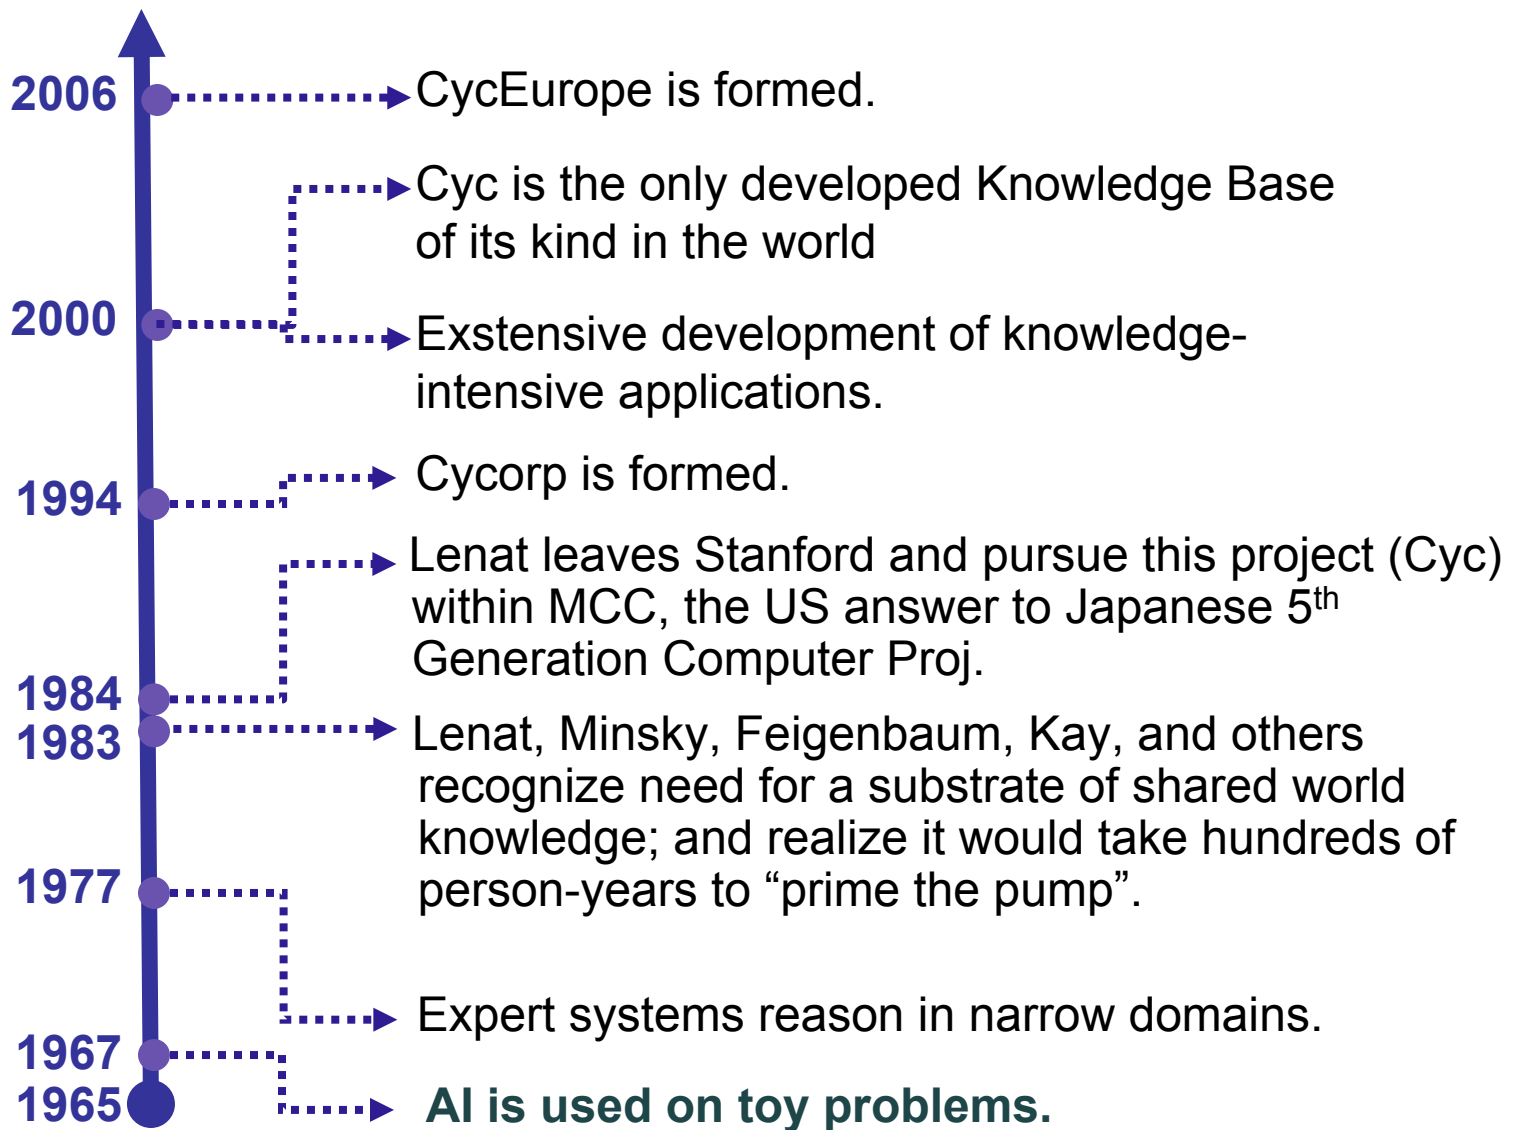 2006
CycEurope is formed.
Cyc is the only developed Knowledge Base
of its kind in the world
2000
Exstensive development of knowledge-
intensive applications.
Cycorp is formed.
1994
Lenat leaves Stanford and pursue this project (Cyc)
within MCC, the US answer to Japanese 5th
Generation Computer Proj.
1984
1983
Lenat, Minsky, Feigenbaum, Kay, and others
recognize need for a substrate of shared world
knowledge; and realize it would take hundreds of
person-years to “prime the pump”.
1977
Expert systems reason in narrow domains.
1967
1965
AI is used on toy problems.